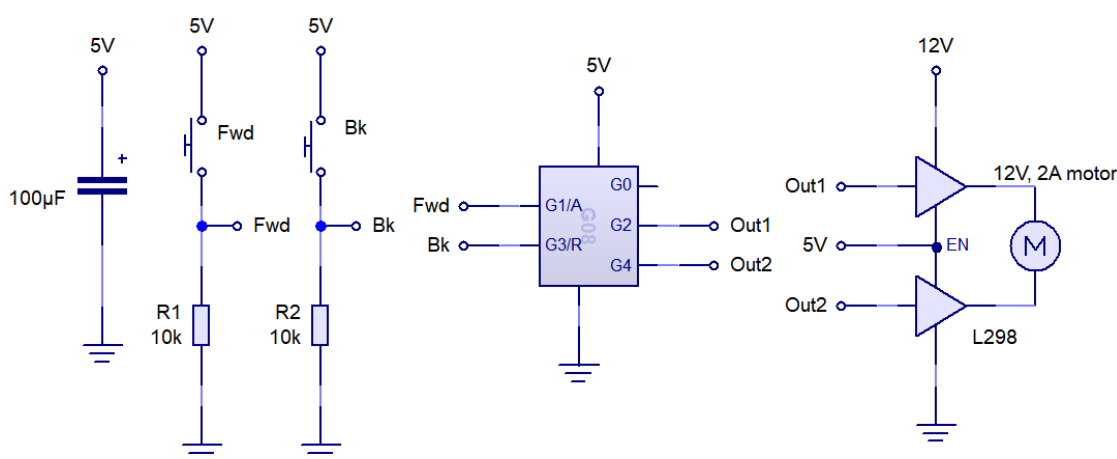 5V
+
100µF
5V
Fwd
Fwd
R1
10k
5V
Bk
Bk
R2
10k
5V
G08
G0
Fwd
G1/A
G2
Out1
Bk
G3/R
G4
Out2
12V
12V, 2A motor
Out1
5V
EN
M
Out2
L298